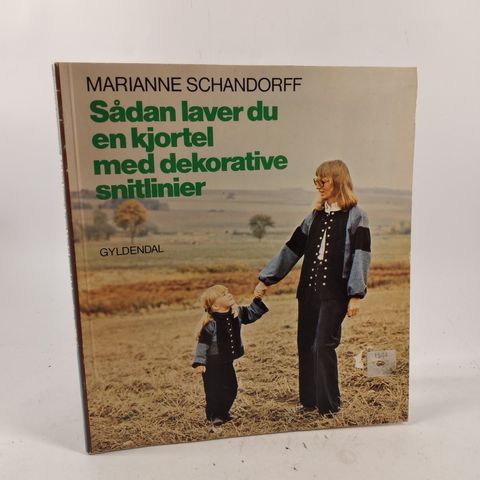 MARIANNE SCHANDORFF
Sådan laver du
en kjortel
med dekorative
snitlinier
GYLDENDAL